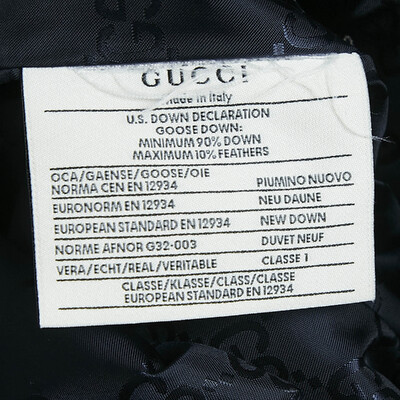 GUCCI
made in Italy
U.S. DOWN DECLARATION
GOOSE DOWN:
MINIMUM 90% DOWN
MAXIMUM 10% FEATHERS
OCA/GAENSE/GOOSE/OIE
NORMA CEN EN 12934 PIUMINO NUOVO
EURONORM EN 12934 NEU DAUNE
EUROPEAN STANDARD EN 12934 NEW DOWN
NORME AFNOR G32-003 DUVET NEUF
VERA/ECHT/REAL/VERITABLE CLASSE 1
CLASSE/KLASSE/CLASS/CLASSE
EUROPEAN STANDARD EN 12934